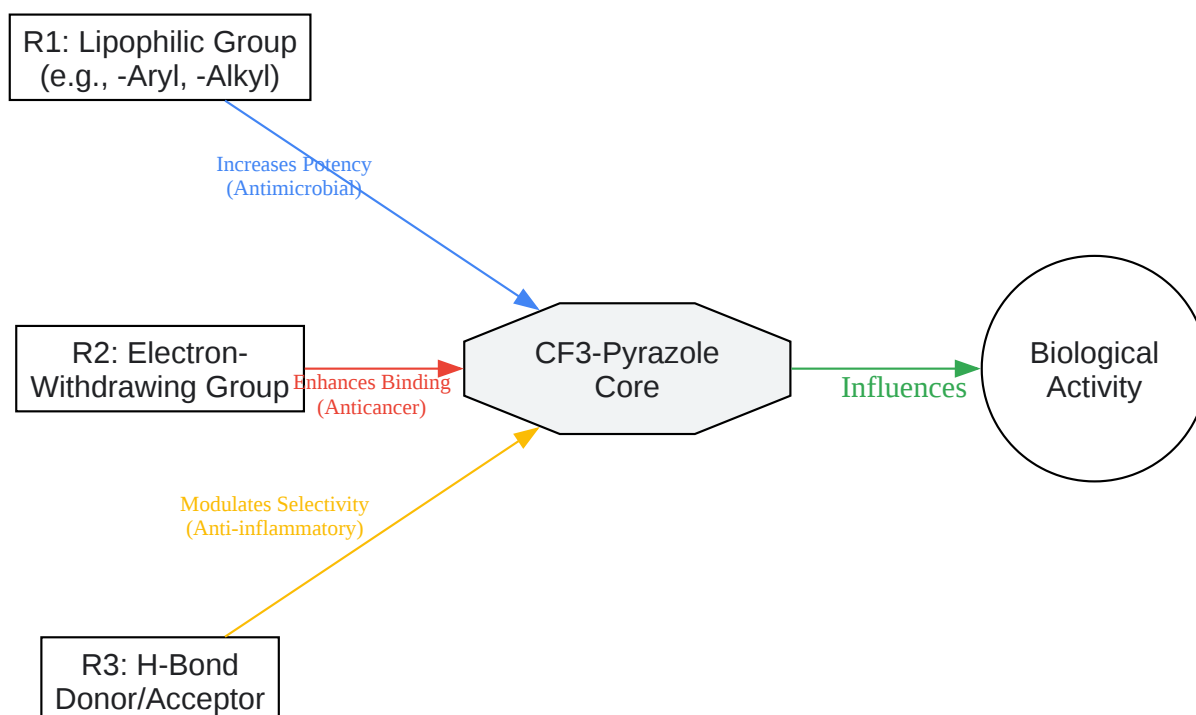 R1: Lipophilic Group
(e.g., -Aryl, -Alkyl)
Increases Potency
(Antimicrobial)
R2: Electron-
Withdrawing Group
Enhances Binding
(Anticancer)
CF3-Pyrazole
Core
Influences
Biological
Activity
Modulates Selectivity
(Anti-inflammatory)
R3: H-Bond
Donor/Acceptor